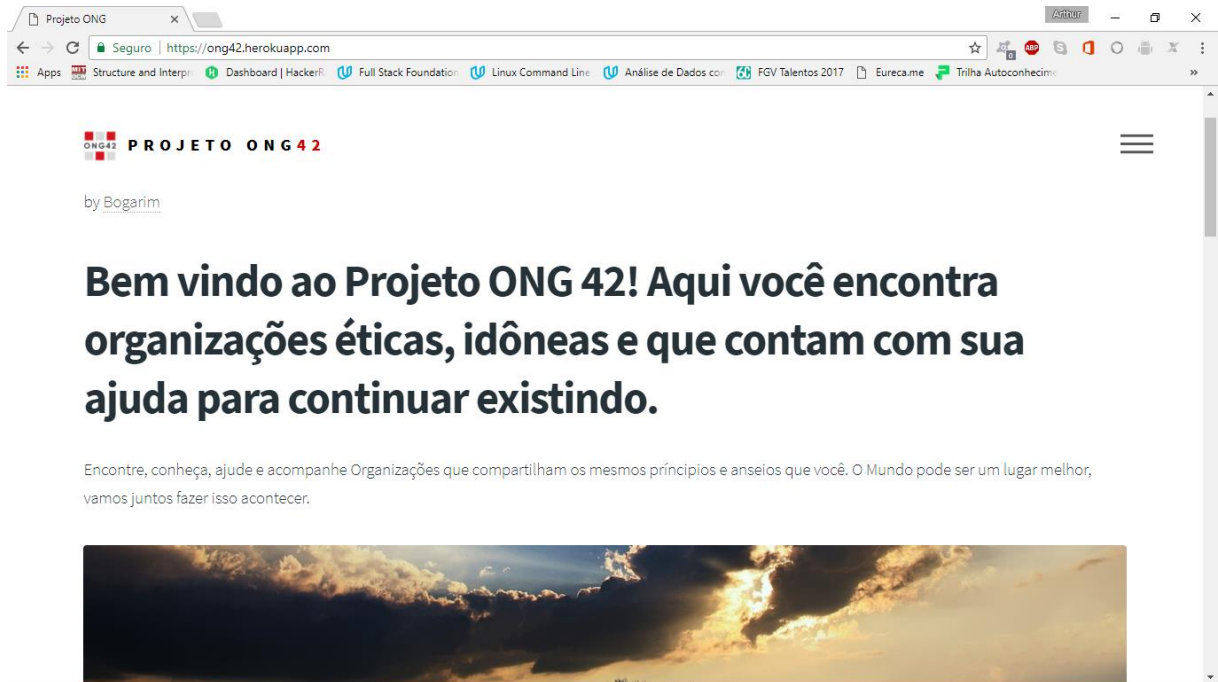 Projeto ONG
Arthur
Seguro | https://ong42.herokuapp.com
ABP
0
Apps
Structure and Interpr
Dashboard | HackerR
Full Stack Foundation
Linux Command Line
Análise de Dados con
FGV Talentos 2017
Eureca.me
Trilha Autoconhecim
ONG42
PROJETO ONG42
by Bogarim
Bem vindo ao Projeto ONG 42! Aqui você encontra
organizações éticas, idôneas e que contam com sua
ajuda para continuar existindo.
Encontre, conheça, ajude e acompanhe Organizações que compartilham os mesmos príncipios e anseios que você. O Mundo pode ser um lugar melhor,
vamos juntos fazer isso acontecer.